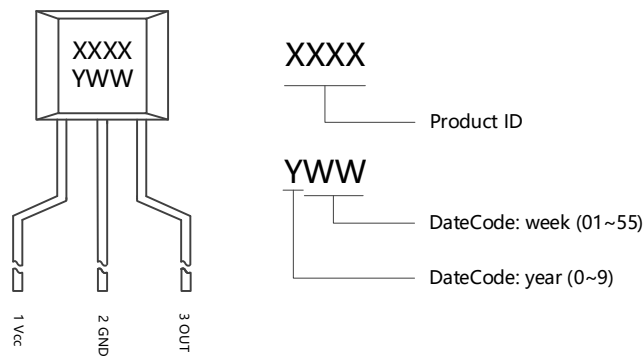 XXXX
YWW
1 Vcc
2 GND
3 OUT
XXXX
Product ID
YWW
DateCode: week (01~55)
DateCode: year (0~9)